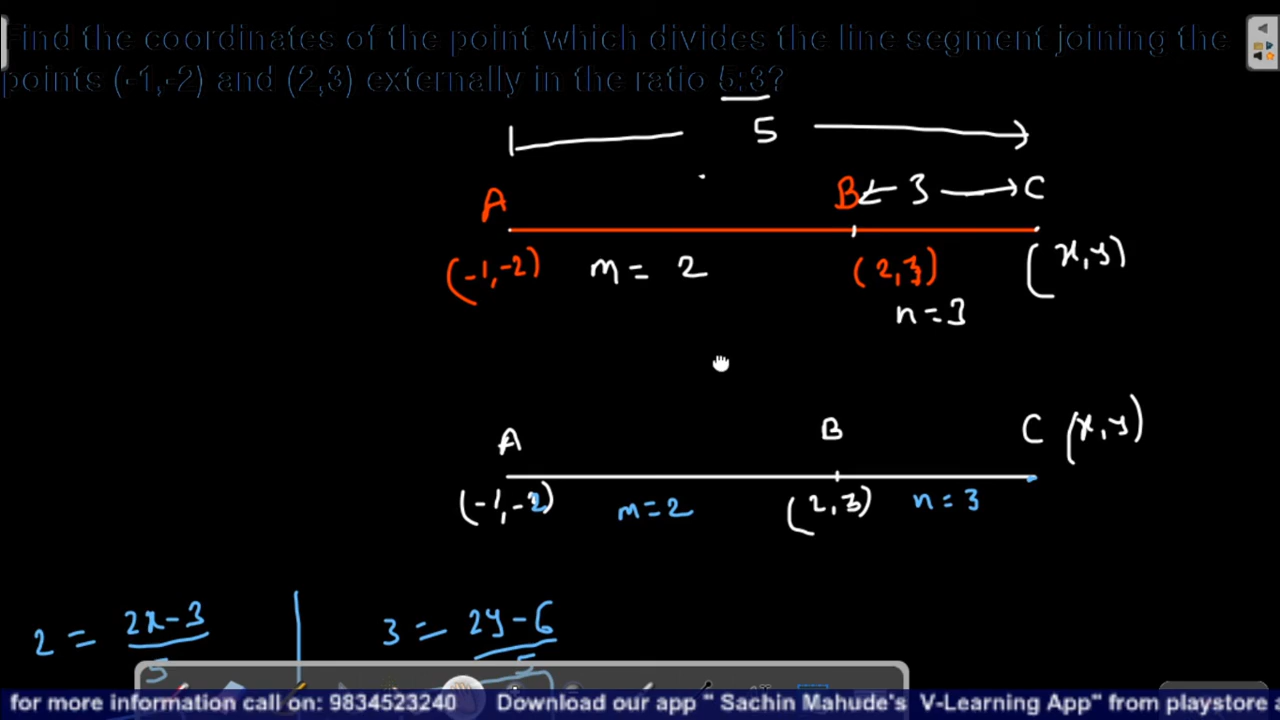 Find the coordinates of the point which divides the line segment joining the
points (-1,-2) and (2,3) externally in the ratio 5:3?
5
A B 3 C
(-1,-2) m = 2 (2,3) (x,y)
n = 3
A B C (x,y)
(-1,-2) m = 2 (2,3) n = 3
2 = 2x-3 / 5 3 = 2y-6 / 5
for more information call on: 9834523240 Download our app " Sachin Mahude's V-Learning App" from playstore